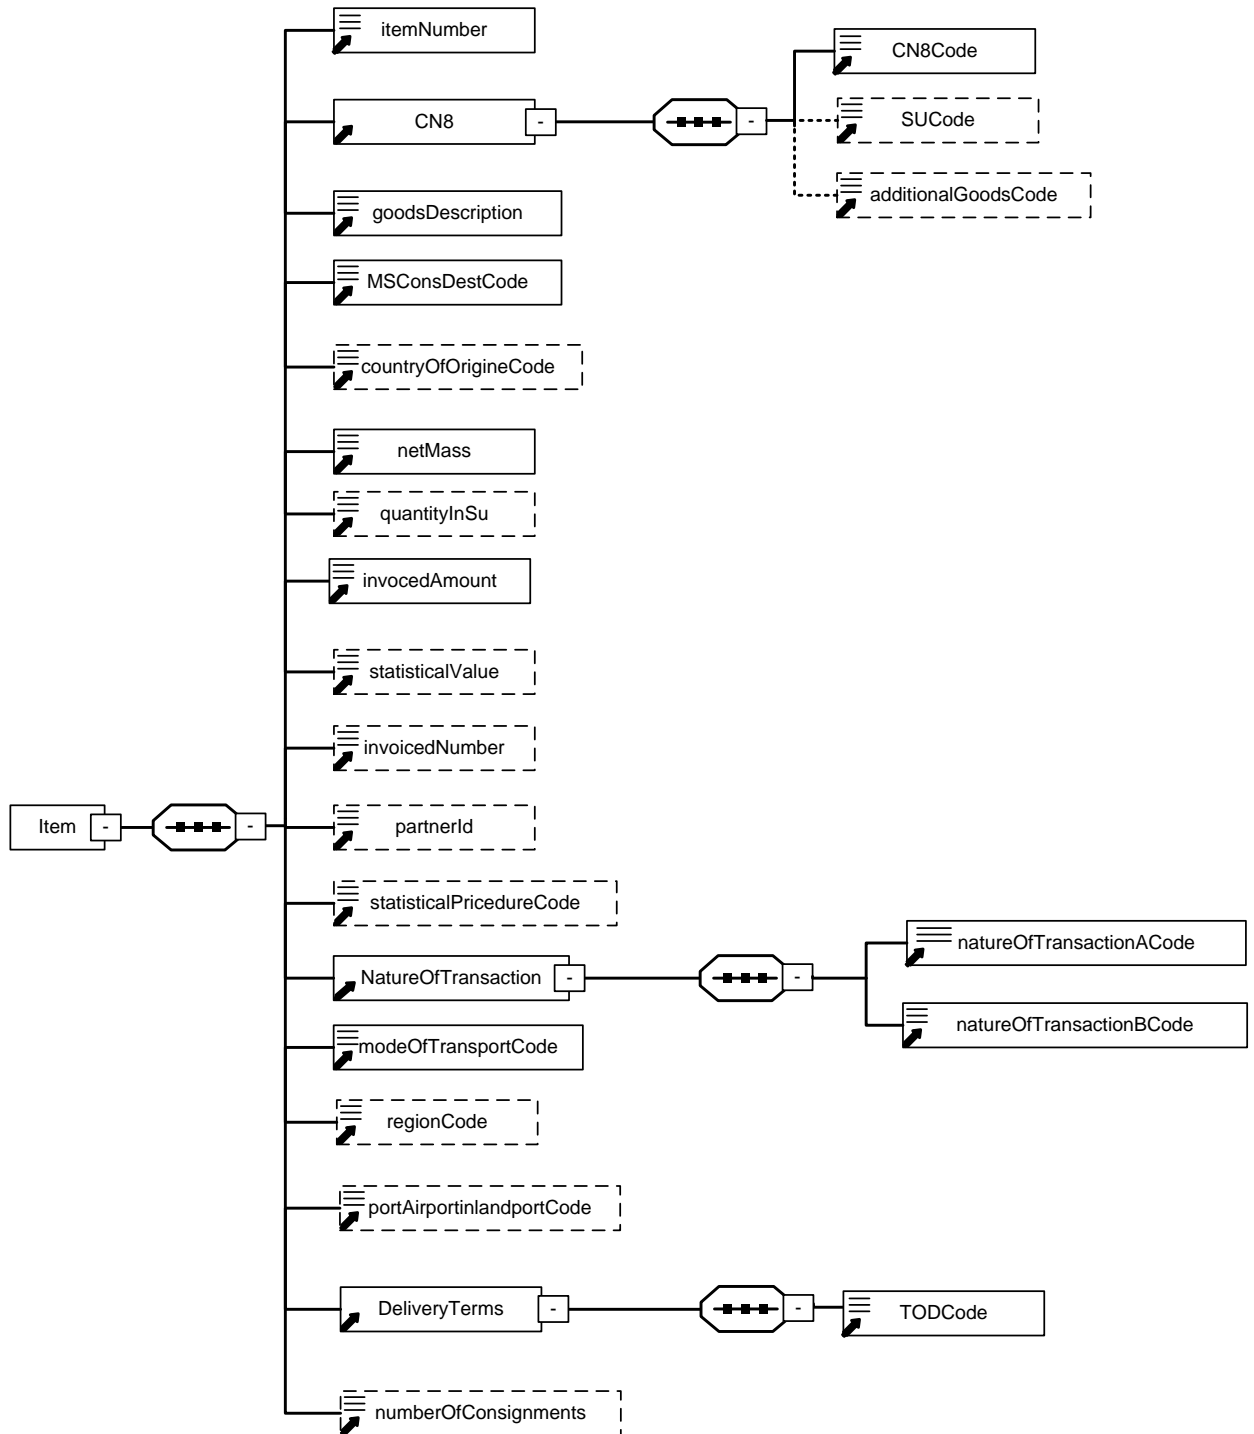 itemNumber
CN8
CN8Code
SUCode
additionalGoodsCode
goodsDescription
MSConsDestCode
countryOfOrigineCode
netMass
quantityInSu
invocedAmount
statisticalValue
invoicedNumber
Item
partnerId
statisticalPricedureCode
NatureOfTransaction
natureOfTransactionACode
natureOfTransactionBCode
modeOfTransportCode
regionCode
portAirportinlandportCode
DeliveryTerms
TODCode
numberOfConsignments